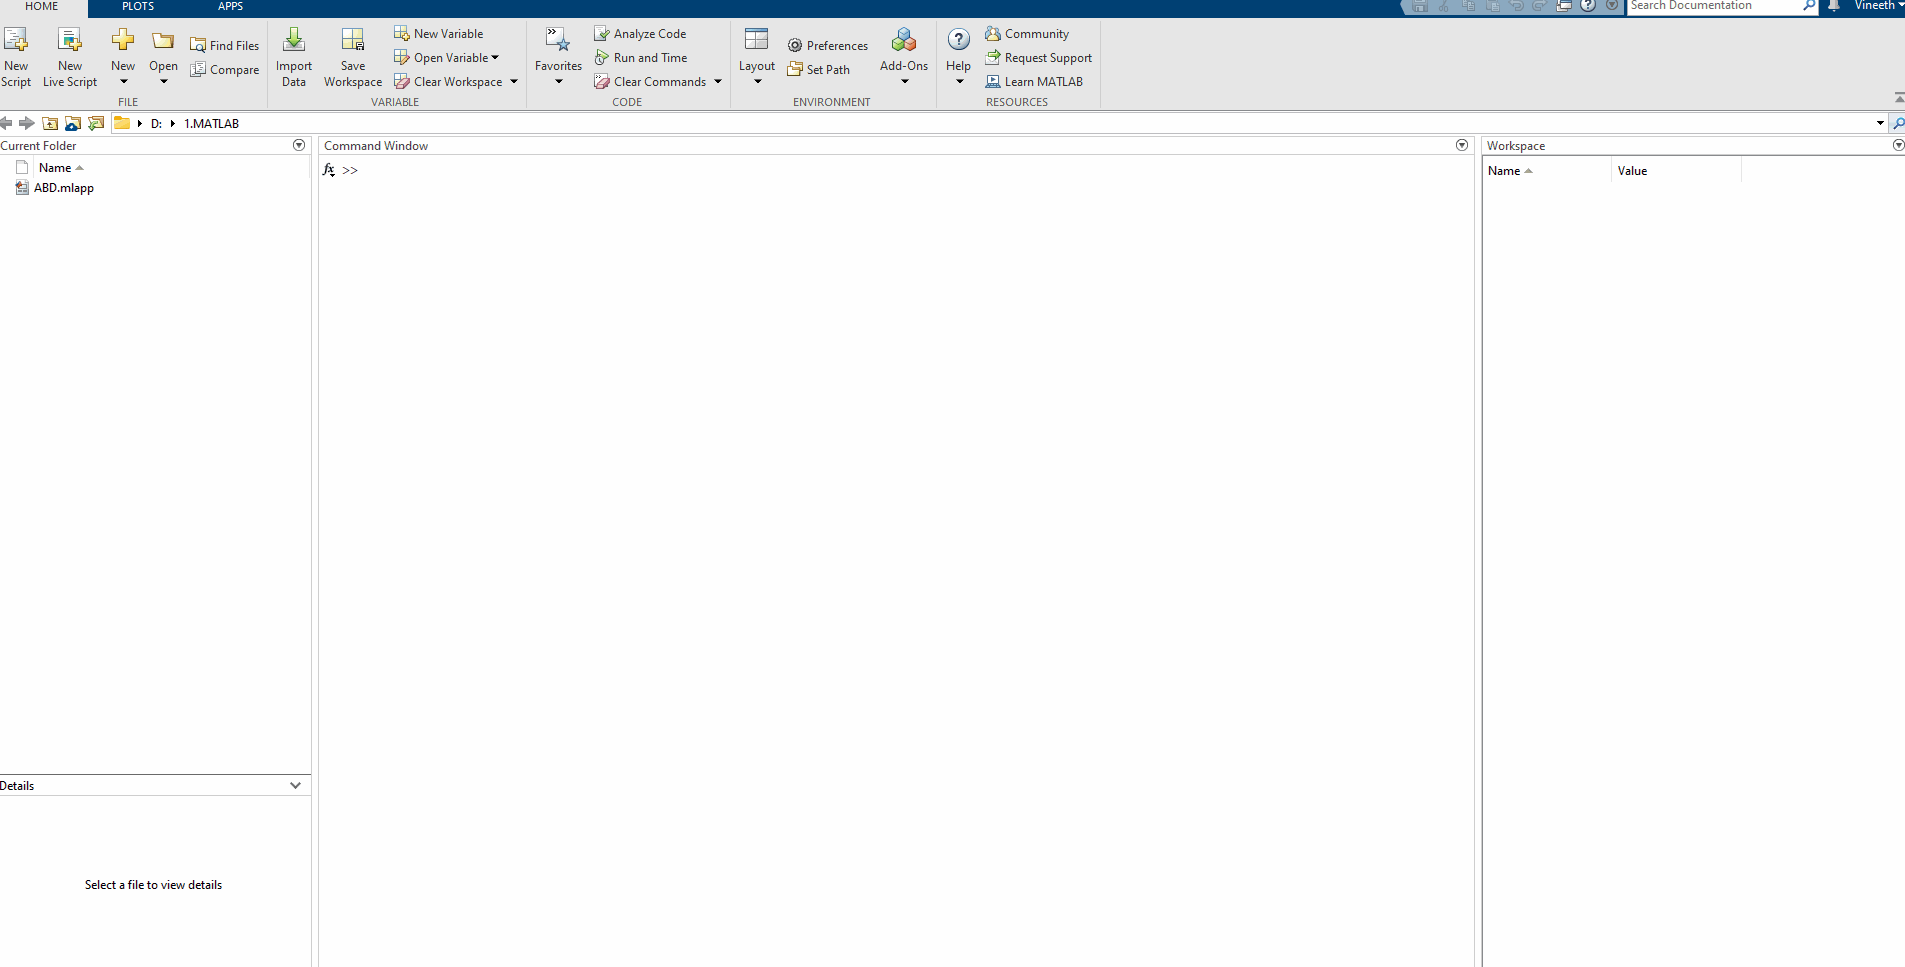 HOME PLOTS APPS Search Documentation Vineeth
New Script New Live Script New Open Find Files Compare
Import Data Save Workspace New Variable Open Variable Clear Workspace
Favorites Analyze Code Run and Time Clear Commands
Layout Preferences Set Path Add-Ons
Help Community Request Support Learn MATLAB
FILE VARIABLE CODE ENVIRONMENT RESOURCES
D: 1.MATLAB
Current Folder
Name
ABD.mlapp
Details
Select a file to view details
Command Window
fx >>
Workspace
Name Value